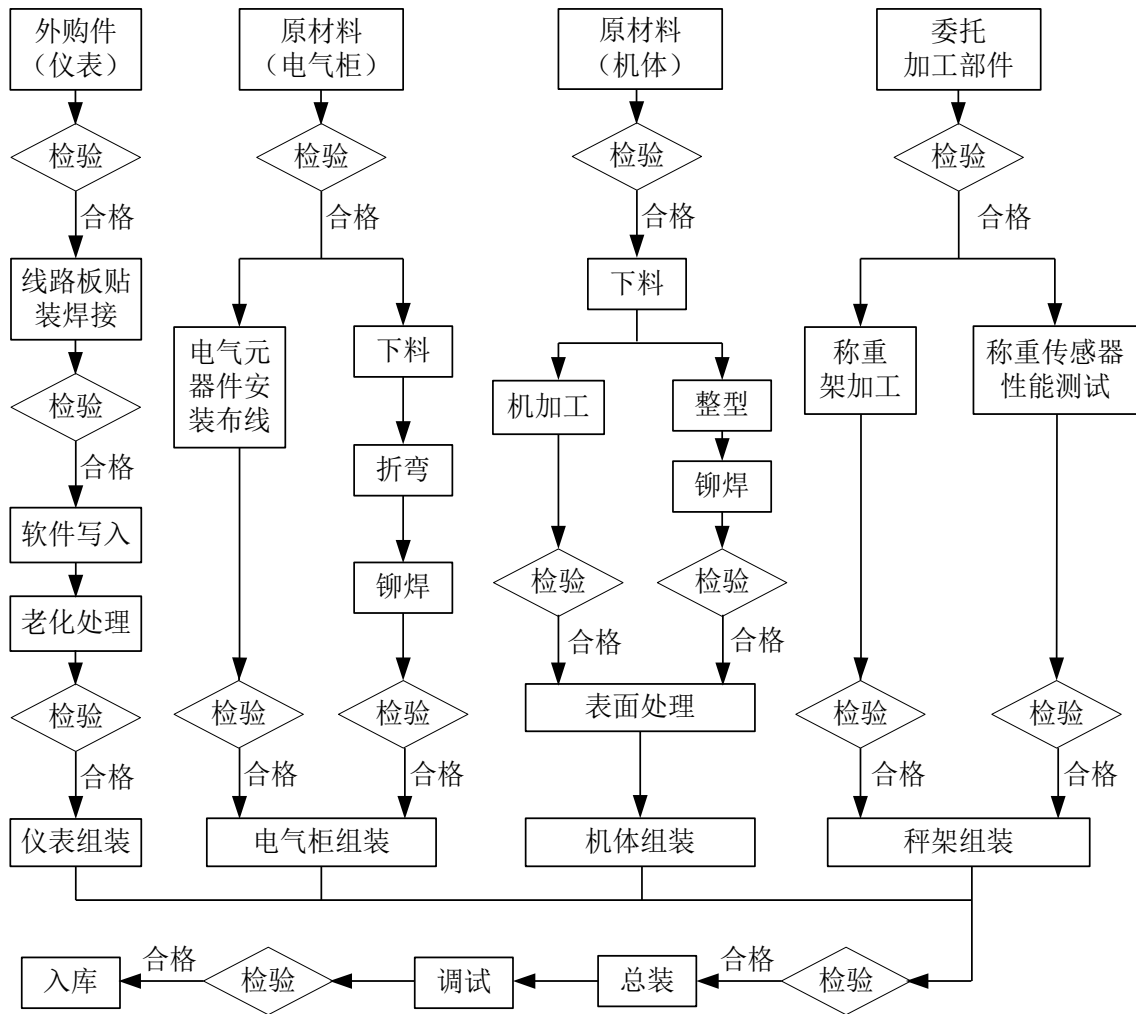 外购件
（仪表）
原材料
（电气柜）
原材料
（机体）
委托
加工部件
检验
检验
检验
检验
合格
合格
合格
合格
线路板贴
装焊接
下料
电气元
器件安
装布线
下料
称重
架加工
称重传感器
性能测试
机加工
整型
检验
合格
折弯
铆焊
软件写入
检验
检验
铆焊
老化处理
合格
合格
检验
检验
检验
表面处理
检验
检验
合格
合格
合格
合格
合格
仪表组装
电气柜组装
机体组装
秤架组装
入库
合格
检验
调试
总装
合格
检验